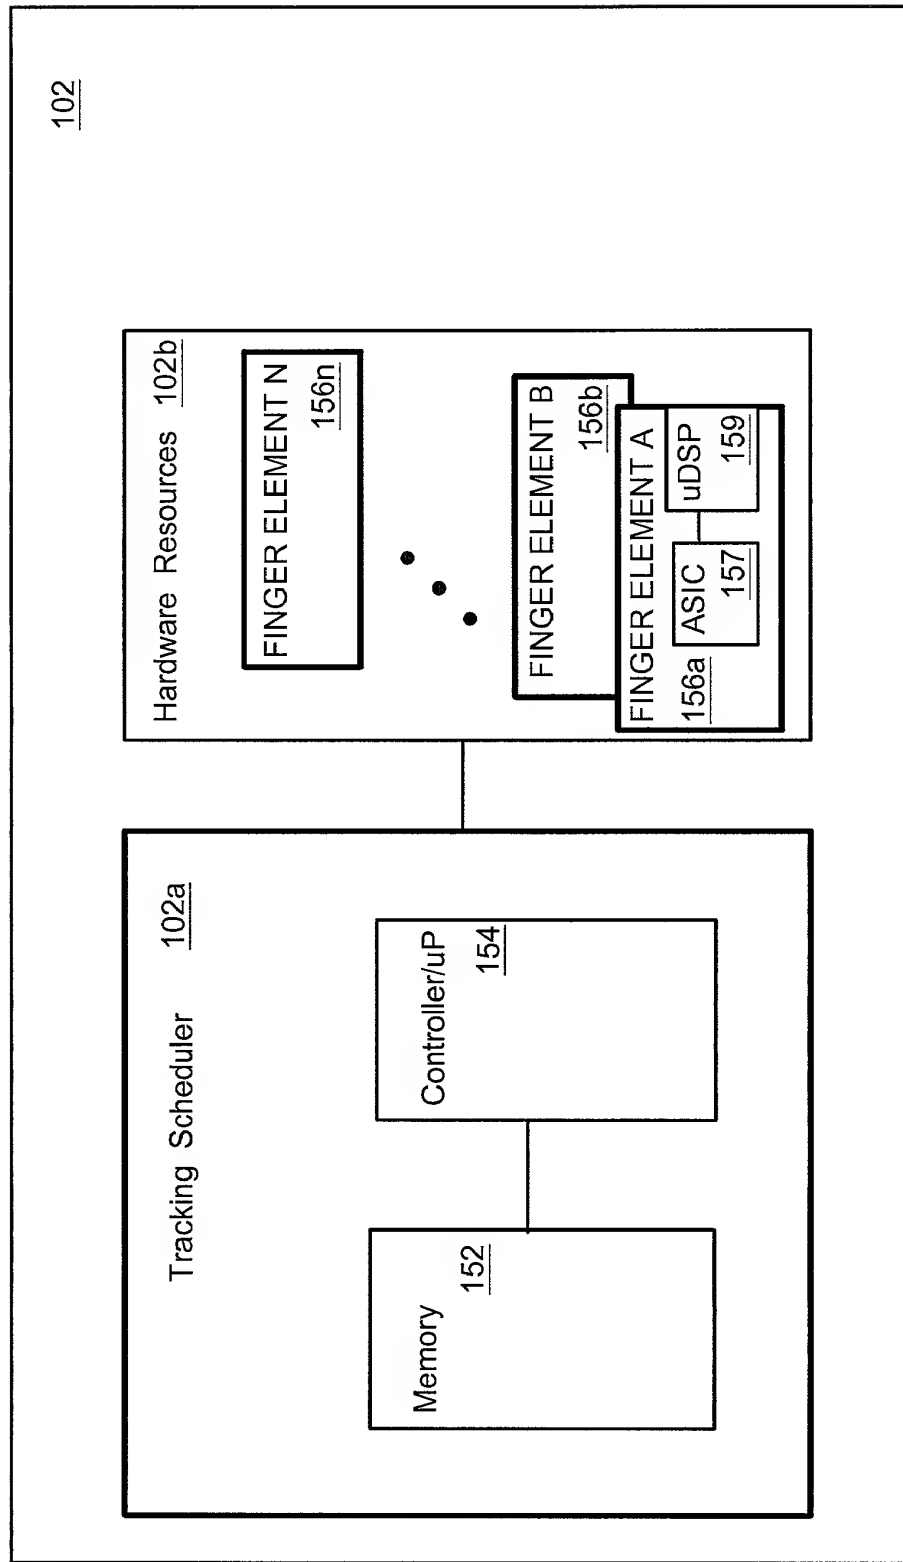 102
Tracking Scheduler 102a
Memory
152
Controller/uP
154
Hardware Resources 102b
FINGER ELEMENT N
156n
FINGER ELEMENT B
156b
FINGER ELEMENT A
156a
ASIC
157
uDSP
159